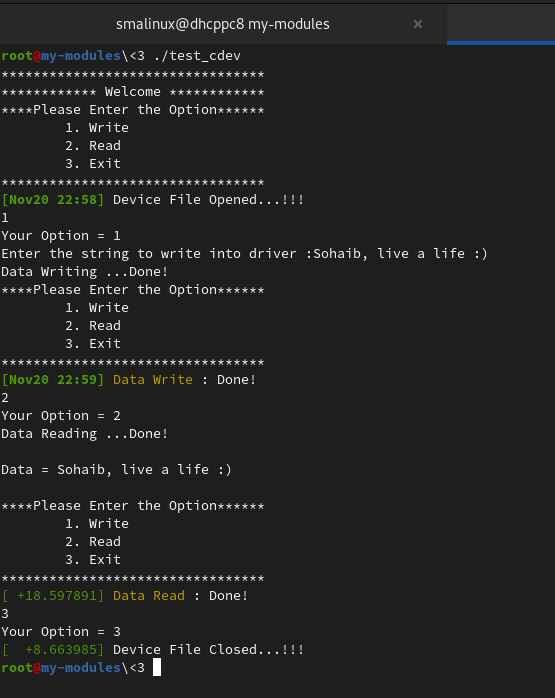 smalinux@dhcppc8 my-modules ×
root@my-modules\<3 ./test_cdev
*********************************
************ Welcome ************
****Please Enter the Option******
        1. Write
        2. Read
        3. Exit
*********************************
[Nov20 22:58] Device File Opened...!!!
1
Your Option = 1
Enter the string to write into driver :Sohaib, live a life :)
Data Writing ...Done!
****Please Enter the Option******
        1. Write
        2. Read
        3. Exit
*********************************
[Nov20 22:59] Data Write : Done!
2
Your Option = 2
Data Reading ...Done!

Data = Sohaib, live a life :)

****Please Enter the Option******
        1. Write
        2. Read
        3. Exit
*********************************
[ +18.597891] Data Read : Done!
3
Your Option = 3
[  +8.663985] Device File Closed...!!!
root@my-modules\<3